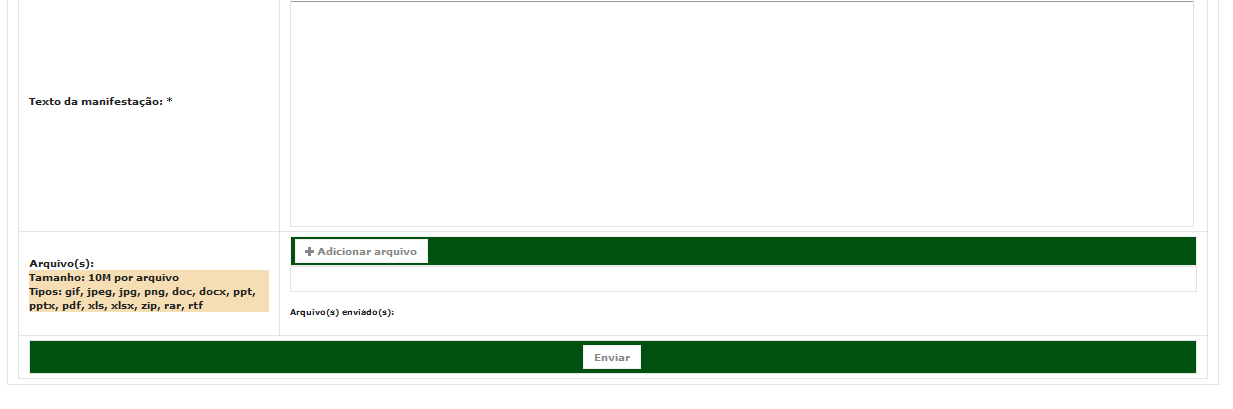 Texto da manifestação: *
Arquivo(s):
Tamanho: 10M por arquivo
Tipos: gif, jpeg, jpg, png, doc, docx, ppt,
pptx, pdf, xls, xlsx, zip, rar, rtf
Adicionar arquivo
Arquivo(s) enviado(s):
Enviar